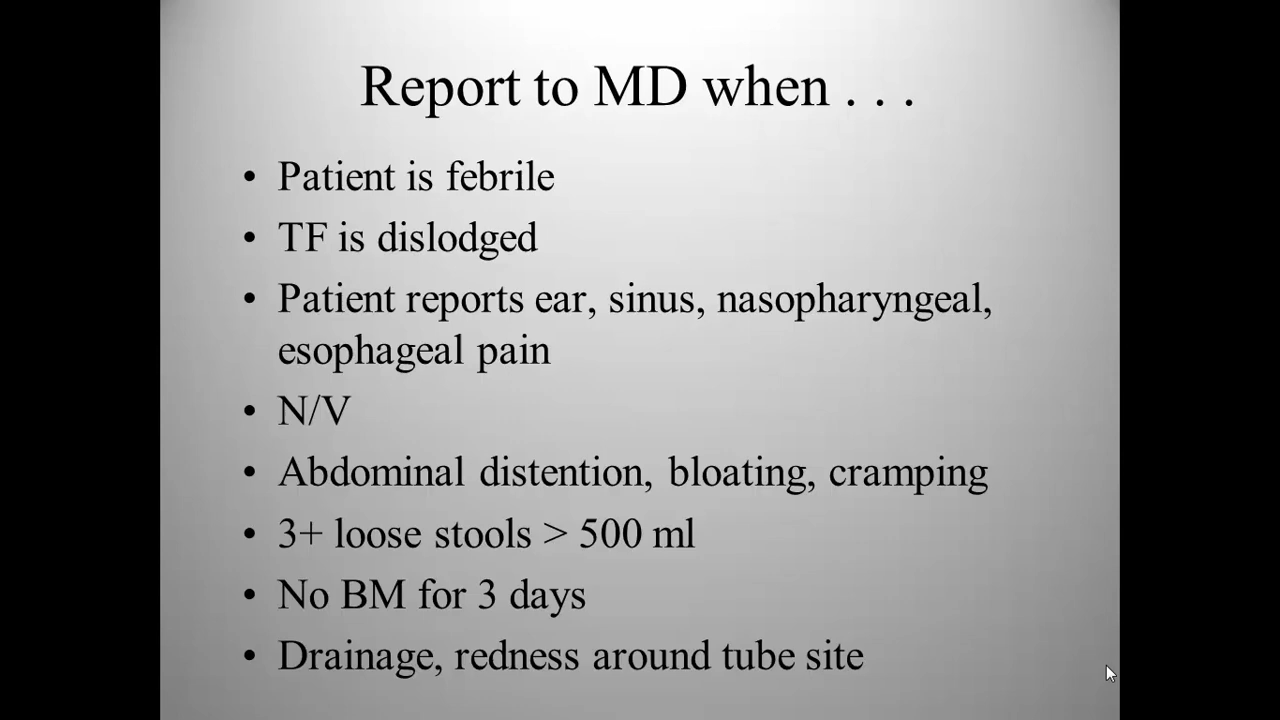 Report to MD when . . .
• Patient is febrile
• TF is dislodged
• Patient reports ear, sinus, nasopharyngeal,
esophageal pain
• N/V
• Abdominal distention, bloating, cramping
• 3+ loose stools > 500 ml
• No BM for 3 days
• Drainage, redness around tube site